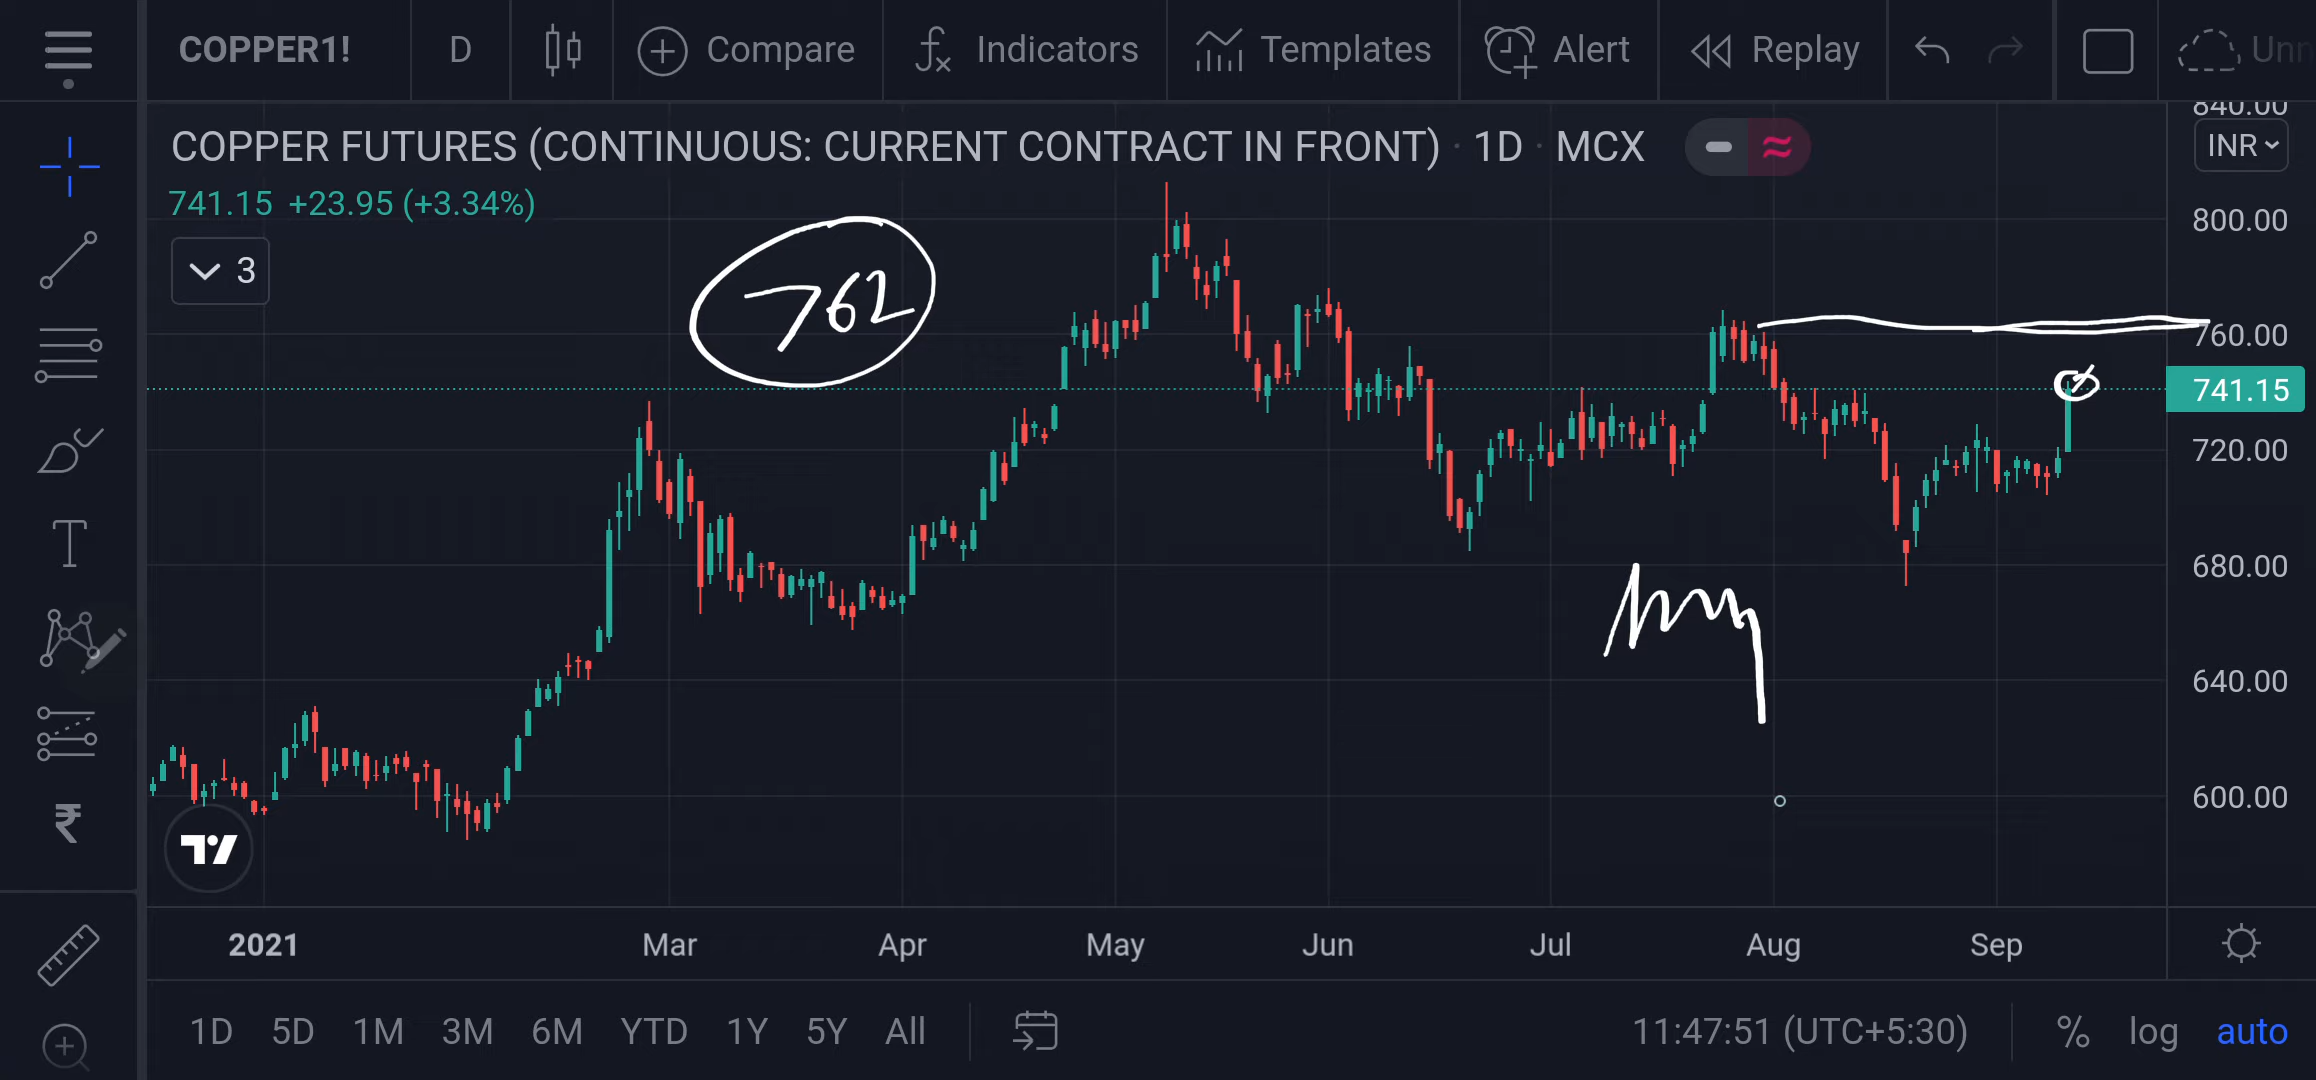 COPPER1! D Compare Indicators Templates Alert Replay
840.00
COPPER FUTURES (CONTINUOUS: CURRENT CONTRACT IN FRONT) · 1D · MCX
INR
741.15 +23.95 (+3.34%)
800.00
3
762
760.00
741.15
720.00
680.00
640.00
600.00
2021 Mar Apr May Jun Jul Aug Sep
1D 5D 1M 3M 6M YTD 1Y 5Y All 11:47:51 (UTC+5:30) % log auto